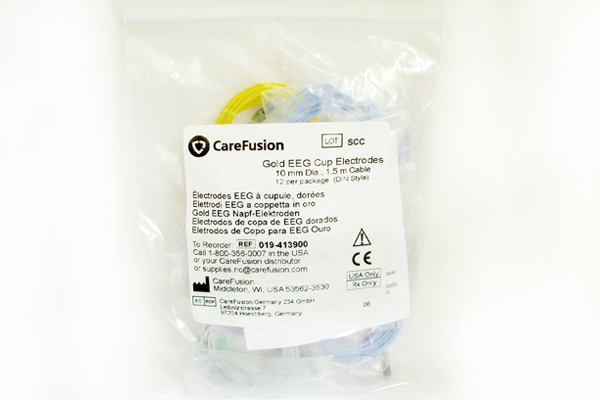 CareFusion
LOT SCC
Gold EEG Cup Electrodes
10 mm Dia., 1.5 m Cable
12 per package (DIN Style)
Électrodes EEG à cupule, dorées
Elettrodi EEG a coppetta in oro
Gold EEG Napf-Elektroden
Electrodos de copa de EEG dorados
Eletrodos de Copo para EEG Ouro
To Reorder: REF 019-413900
Call 1-800-356-0007 in the USA
or your CareFusion distributor
or supplies.nc@carefusion.com
CE
CareFusion
Middleton, WI, USA 53562-3530
USA Only
Rx Only
EC REP CareFusion Germany 234 GmbH
Leibnizstrasse 7
97204 Hoechberg, Germany
06